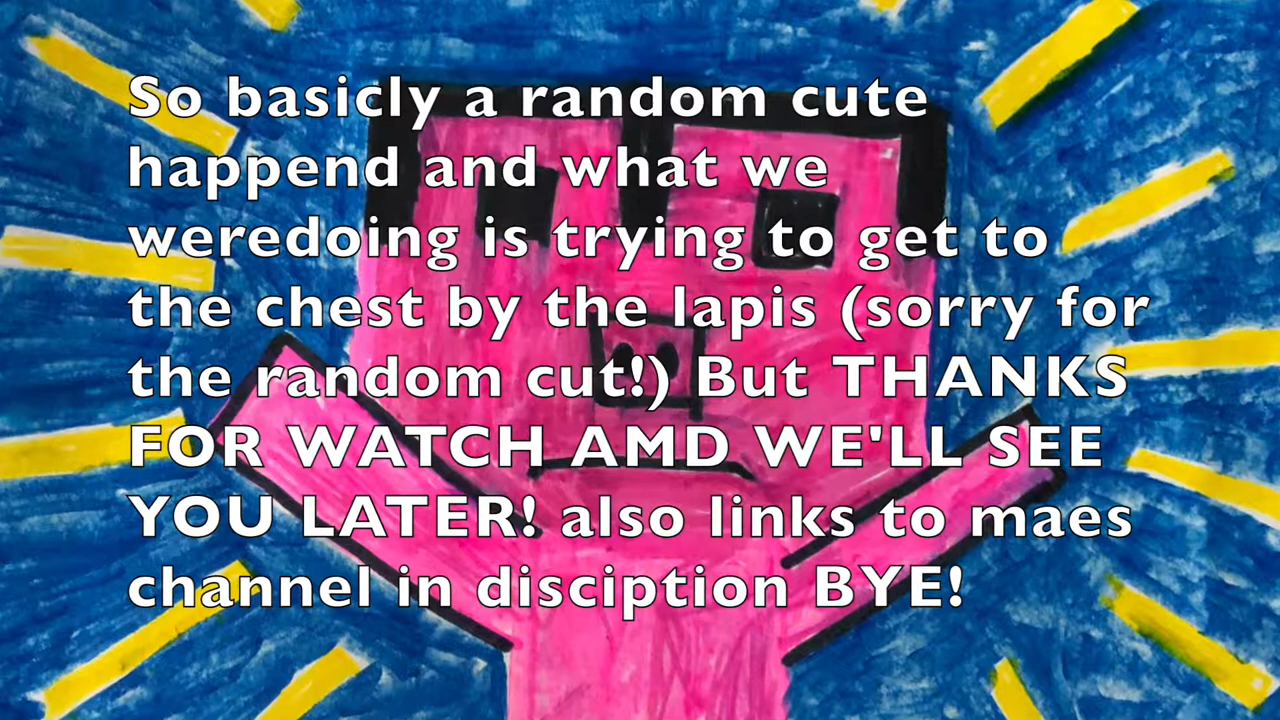 So basicly a random cute
happend and what we
weredoing is trying to get to
the chest by the lapis (sorry for
the random cut!) But THANKS
FOR WATCH AMD WE'LL SEE
YOU LATER! also links to maes
channel in disciption BYE!